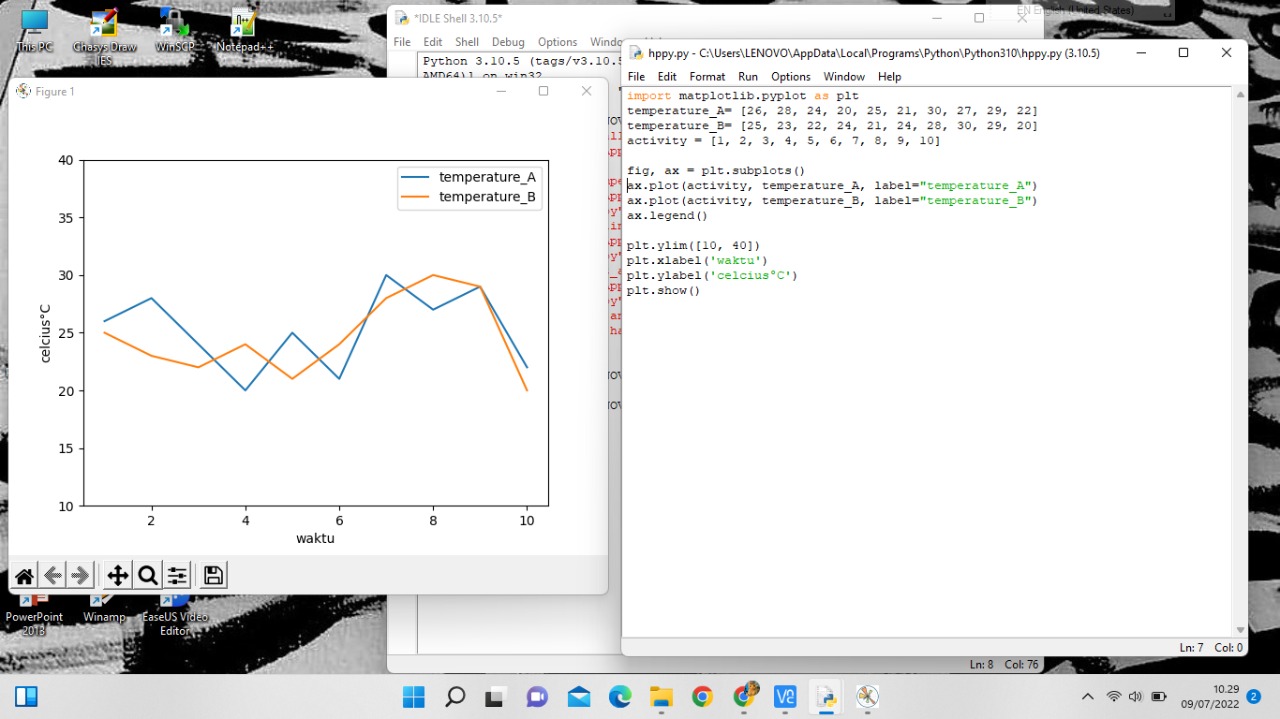 This PC
Chasys Draw IES
WinSCP
Notepad++
*IDLE Shell 3.10.5*
EN English (United States)
File Edit Shell Debug Options
Python 3.10.5 (tags/v3.10.5
AMD64)] on win32
Figure 1
40
35
30
25
20
15
10
celcius°C
2 4 6 8 10
waktu
temperature_A
temperature_B
hppy.py - C:\Users\LENOVO\AppData\Local\Programs\Python\Python310\hppy.py (3.10.5)
File Edit Format Run Options Window Help
import matplotlib.pyplot as plt
temperature_A= [26, 28, 24, 20, 25, 21, 30, 27, 29, 22]
temperature_B= [25, 23, 22, 24, 21, 24, 28, 30, 29, 20]
activity = [1, 2, 3, 4, 5, 6, 7, 8, 9, 10]
fig, ax = plt.subplots()
ax.plot(activity, temperature_A, label="temperature_A")
ax.plot(activity, temperature_B, label="temperature_B")
ax.legend()
plt.ylim([10, 40])
plt.xlabel('waktu')
plt.ylabel('celcius°C')
plt.show()
Ln: 7 Col: 0
Ln: 8 Col: 76
PowerPoint 2013
Winamp
EaseUS Video Editor
10.29
09/07/2022
2